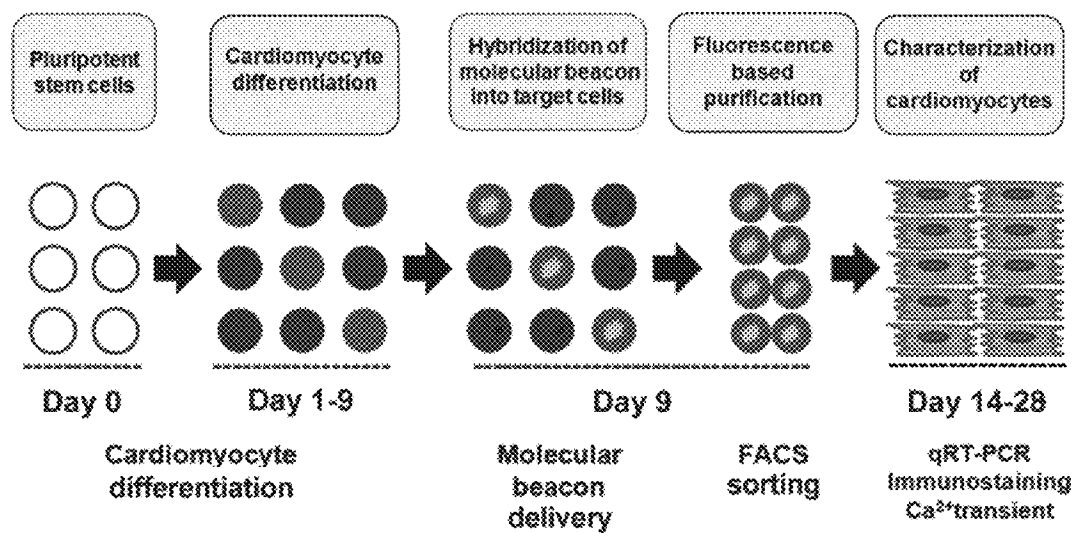 Pluripotent
stem cells
Cardiomyocyte
differentiation
Hybridization of
molecular beacon
into target cells
Fluorescence
based
purification
Characterization
of
cardiomyocytes
Day 0
Day 1-9
Day 9
Day 14-28
Cardiomyocyte
differentiation
Molecular
beacon
delivery
FACS
sorting
qRT-PCR
Immunostaining
Ca²⁺transient